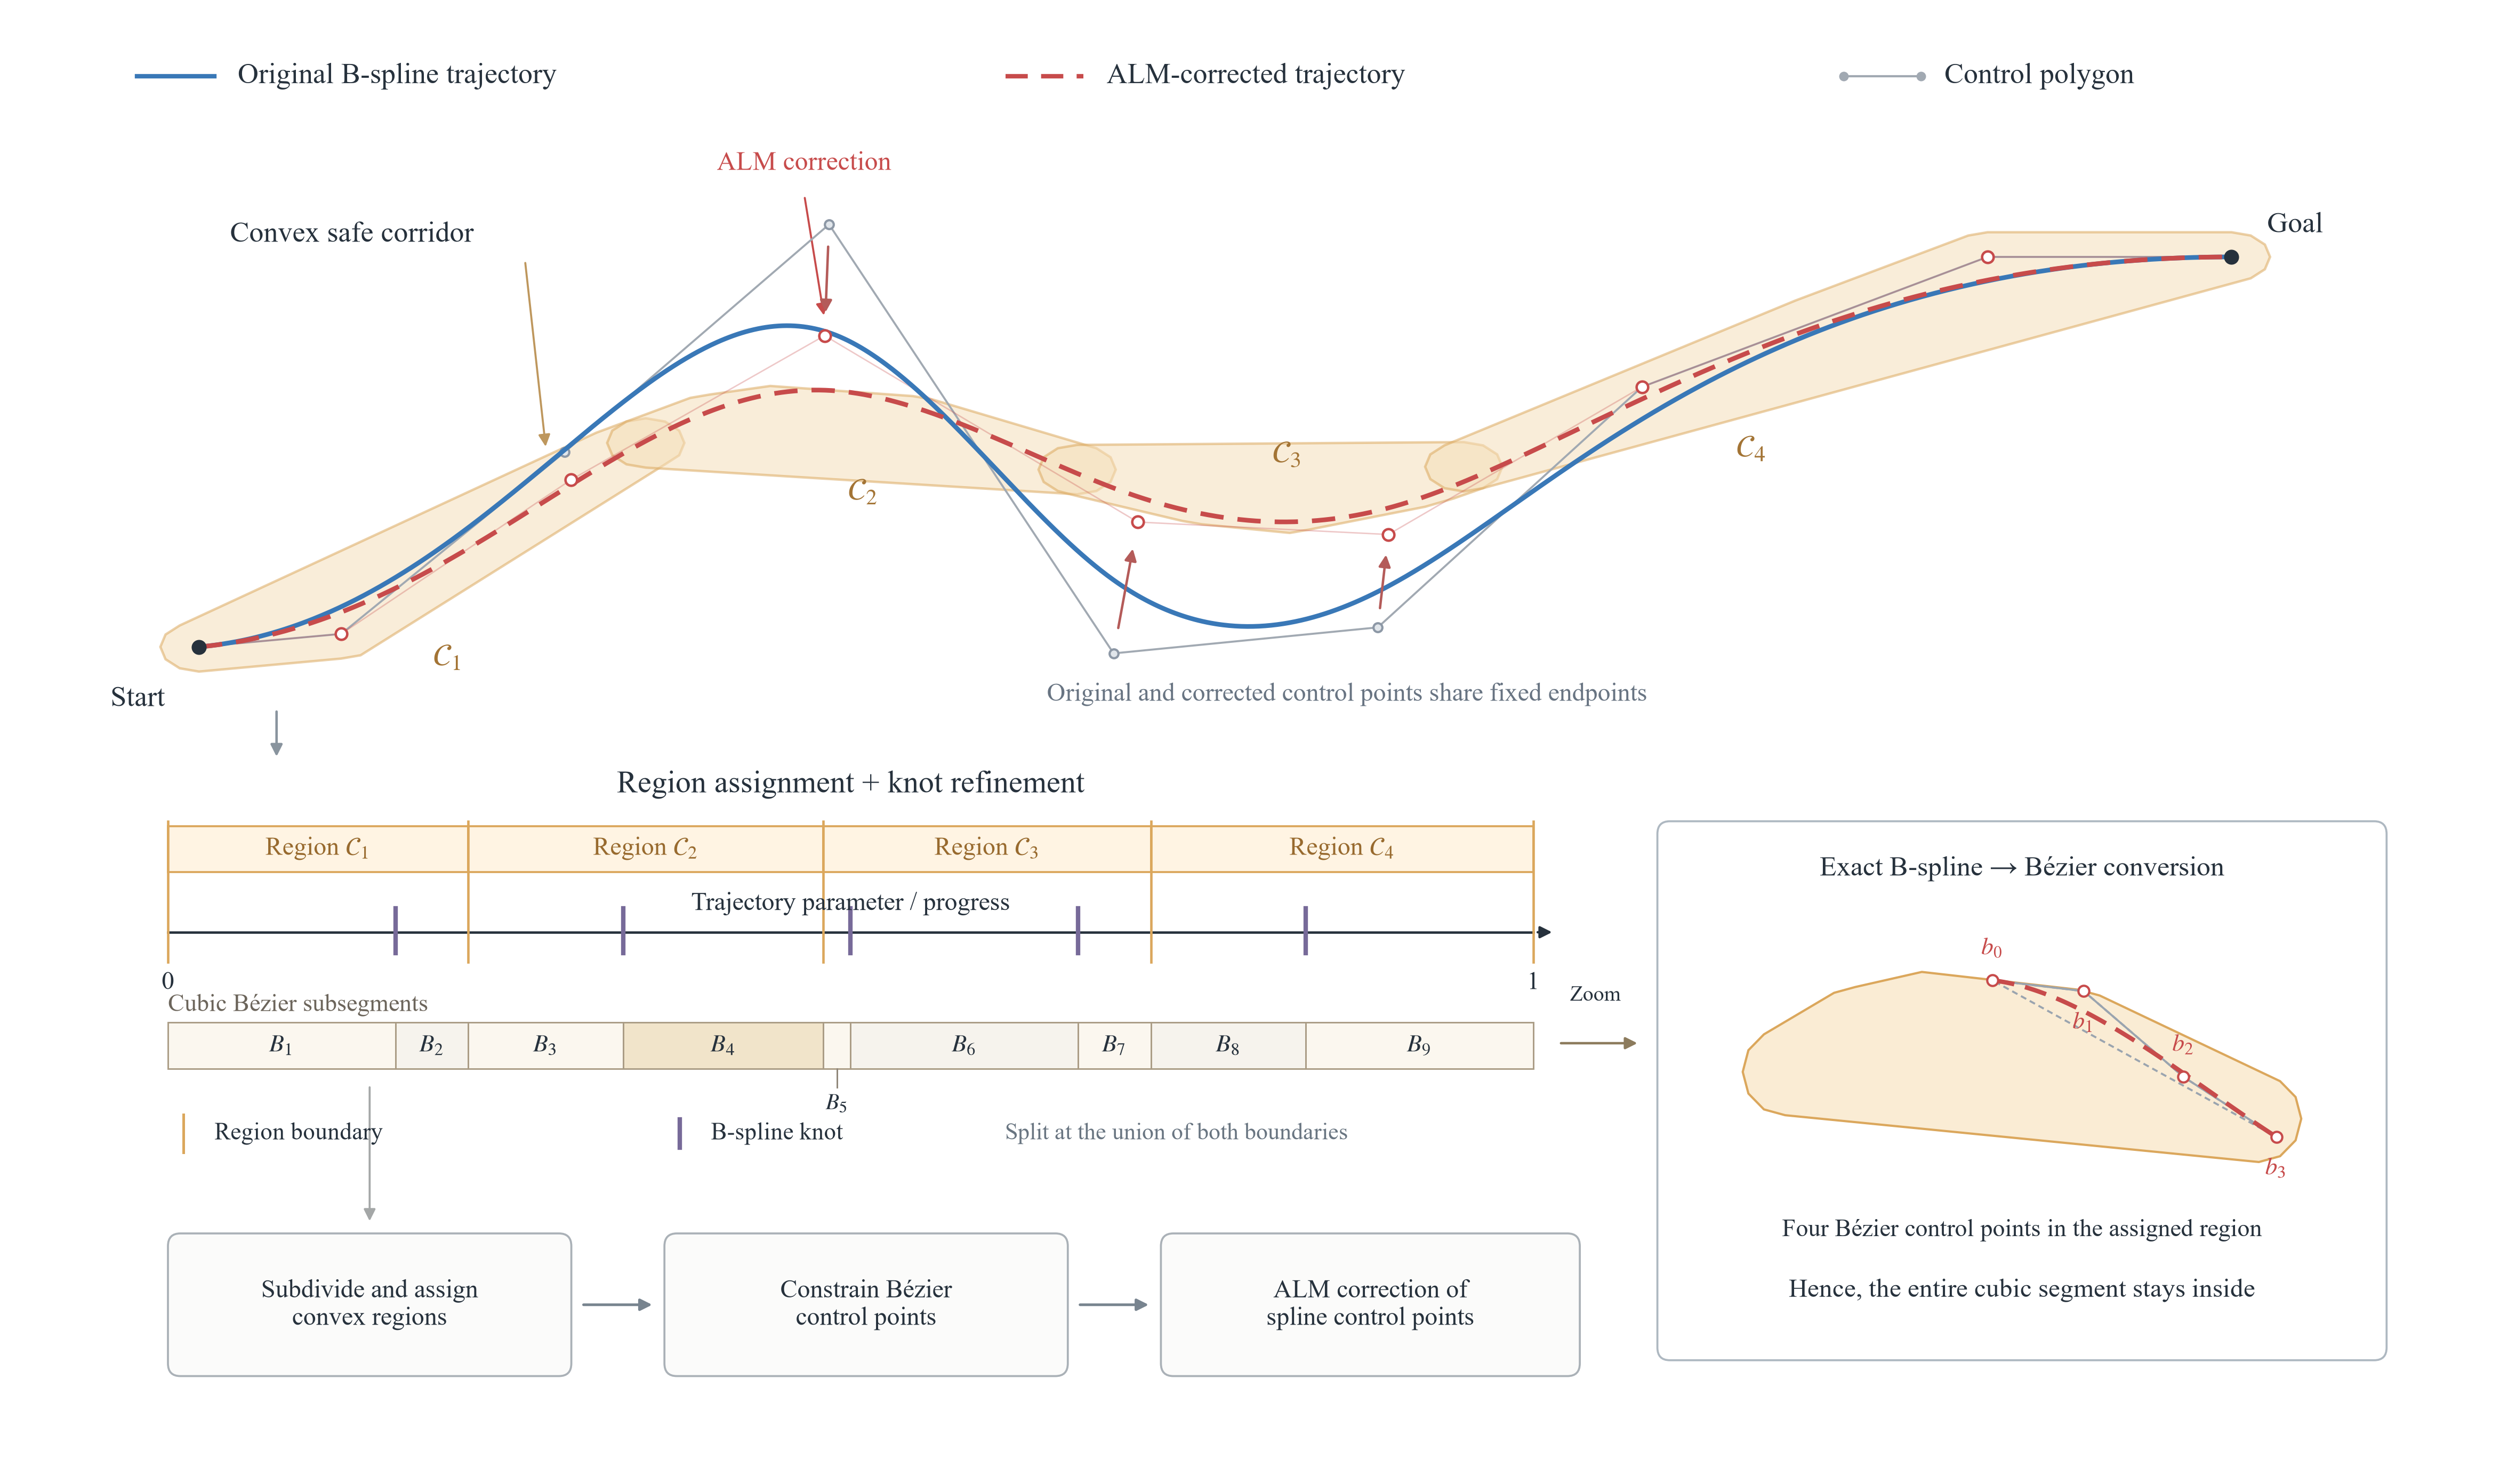 Original B-spline trajectory
ALM-corrected trajectory
Control polygon
ALM correction
Convex safe corridor
Goal
C₃
C₄
C₂
C₁
Start
Original and corrected control points share fixed endpoints
Region assignment + knot refinement
Region C₁
Region C₂
Region C₃
Region C₄
Trajectory parameter / progress
0
1
Cubic Bézier subsegments
B₁
B₂
B₃
B₄
B₆
B₇
B₈
B₉
B₅
Zoom
Region boundary
B-spline knot
Split at the union of both boundaries
Subdivide and assign
convex regions
Constrain Bézier
control points
ALM correction of
spline control points
Exact B-spline → Bézier conversion
b₀
b₁
b₂
b₃
Four Bézier control points in the assigned region
Hence, the entire cubic segment stays inside